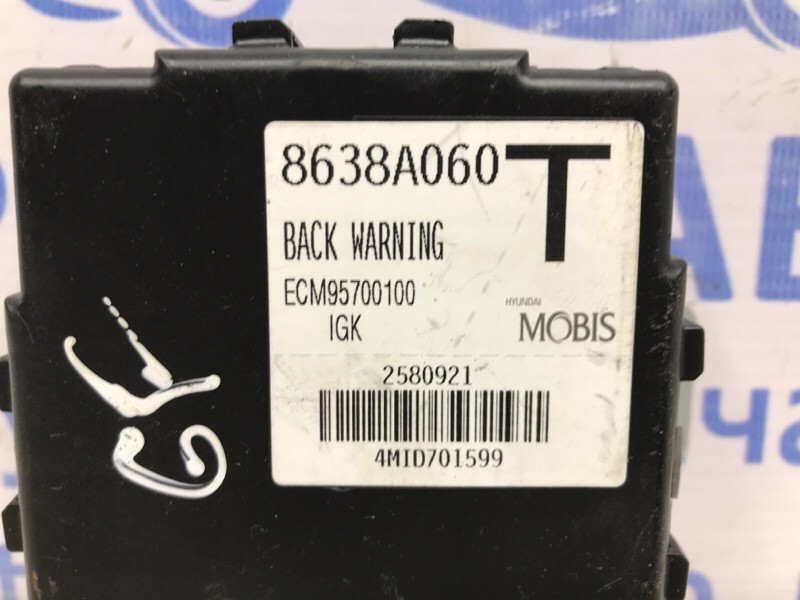 8638A060 T
BACK WARNING
ECM95700100
IGK
HYUNDAI
MOBIS
2580921
4MID701599